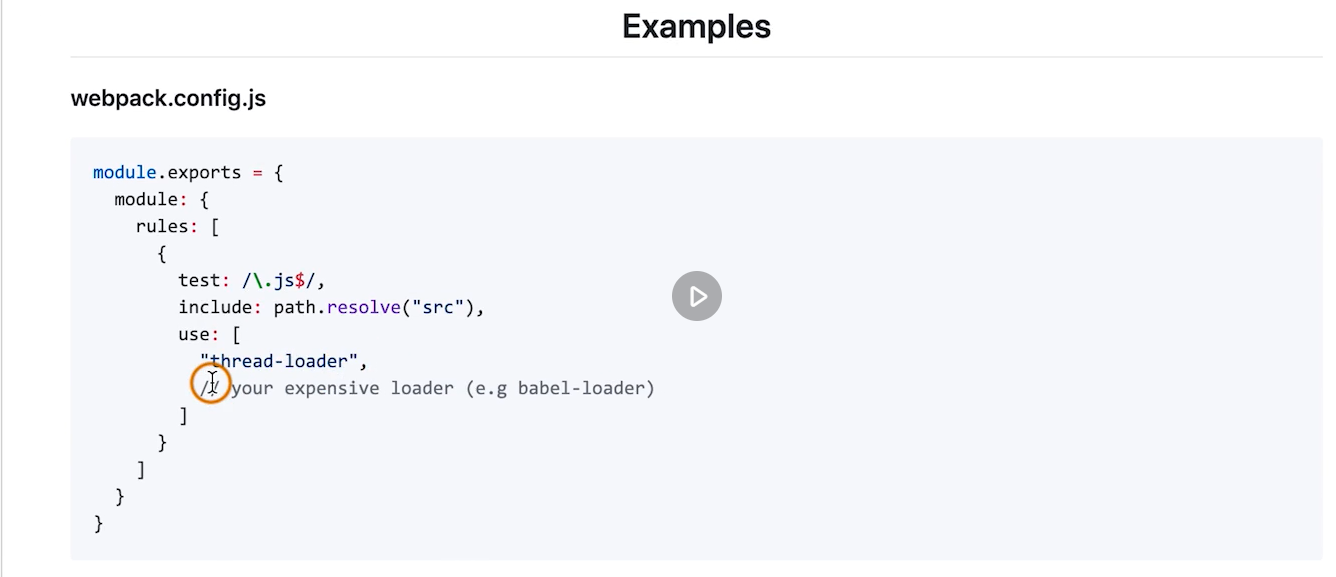 Examples
webpack.config.js
module.exports = {
module: {
rules: [
{
test: /\.js$/,
include: path.resolve("src"),
use: [
"thread-loader",
// your expensive loader (e.g babel-loader)
]
}
]
}
}